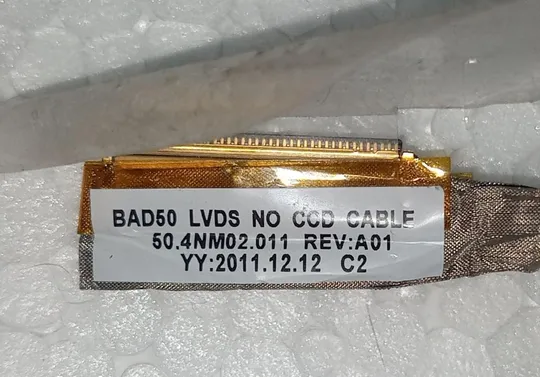 BAD50 LVDS NO CCD CABLE
50.4NM02.011 REV:A01
YY:2011.12.12 C2